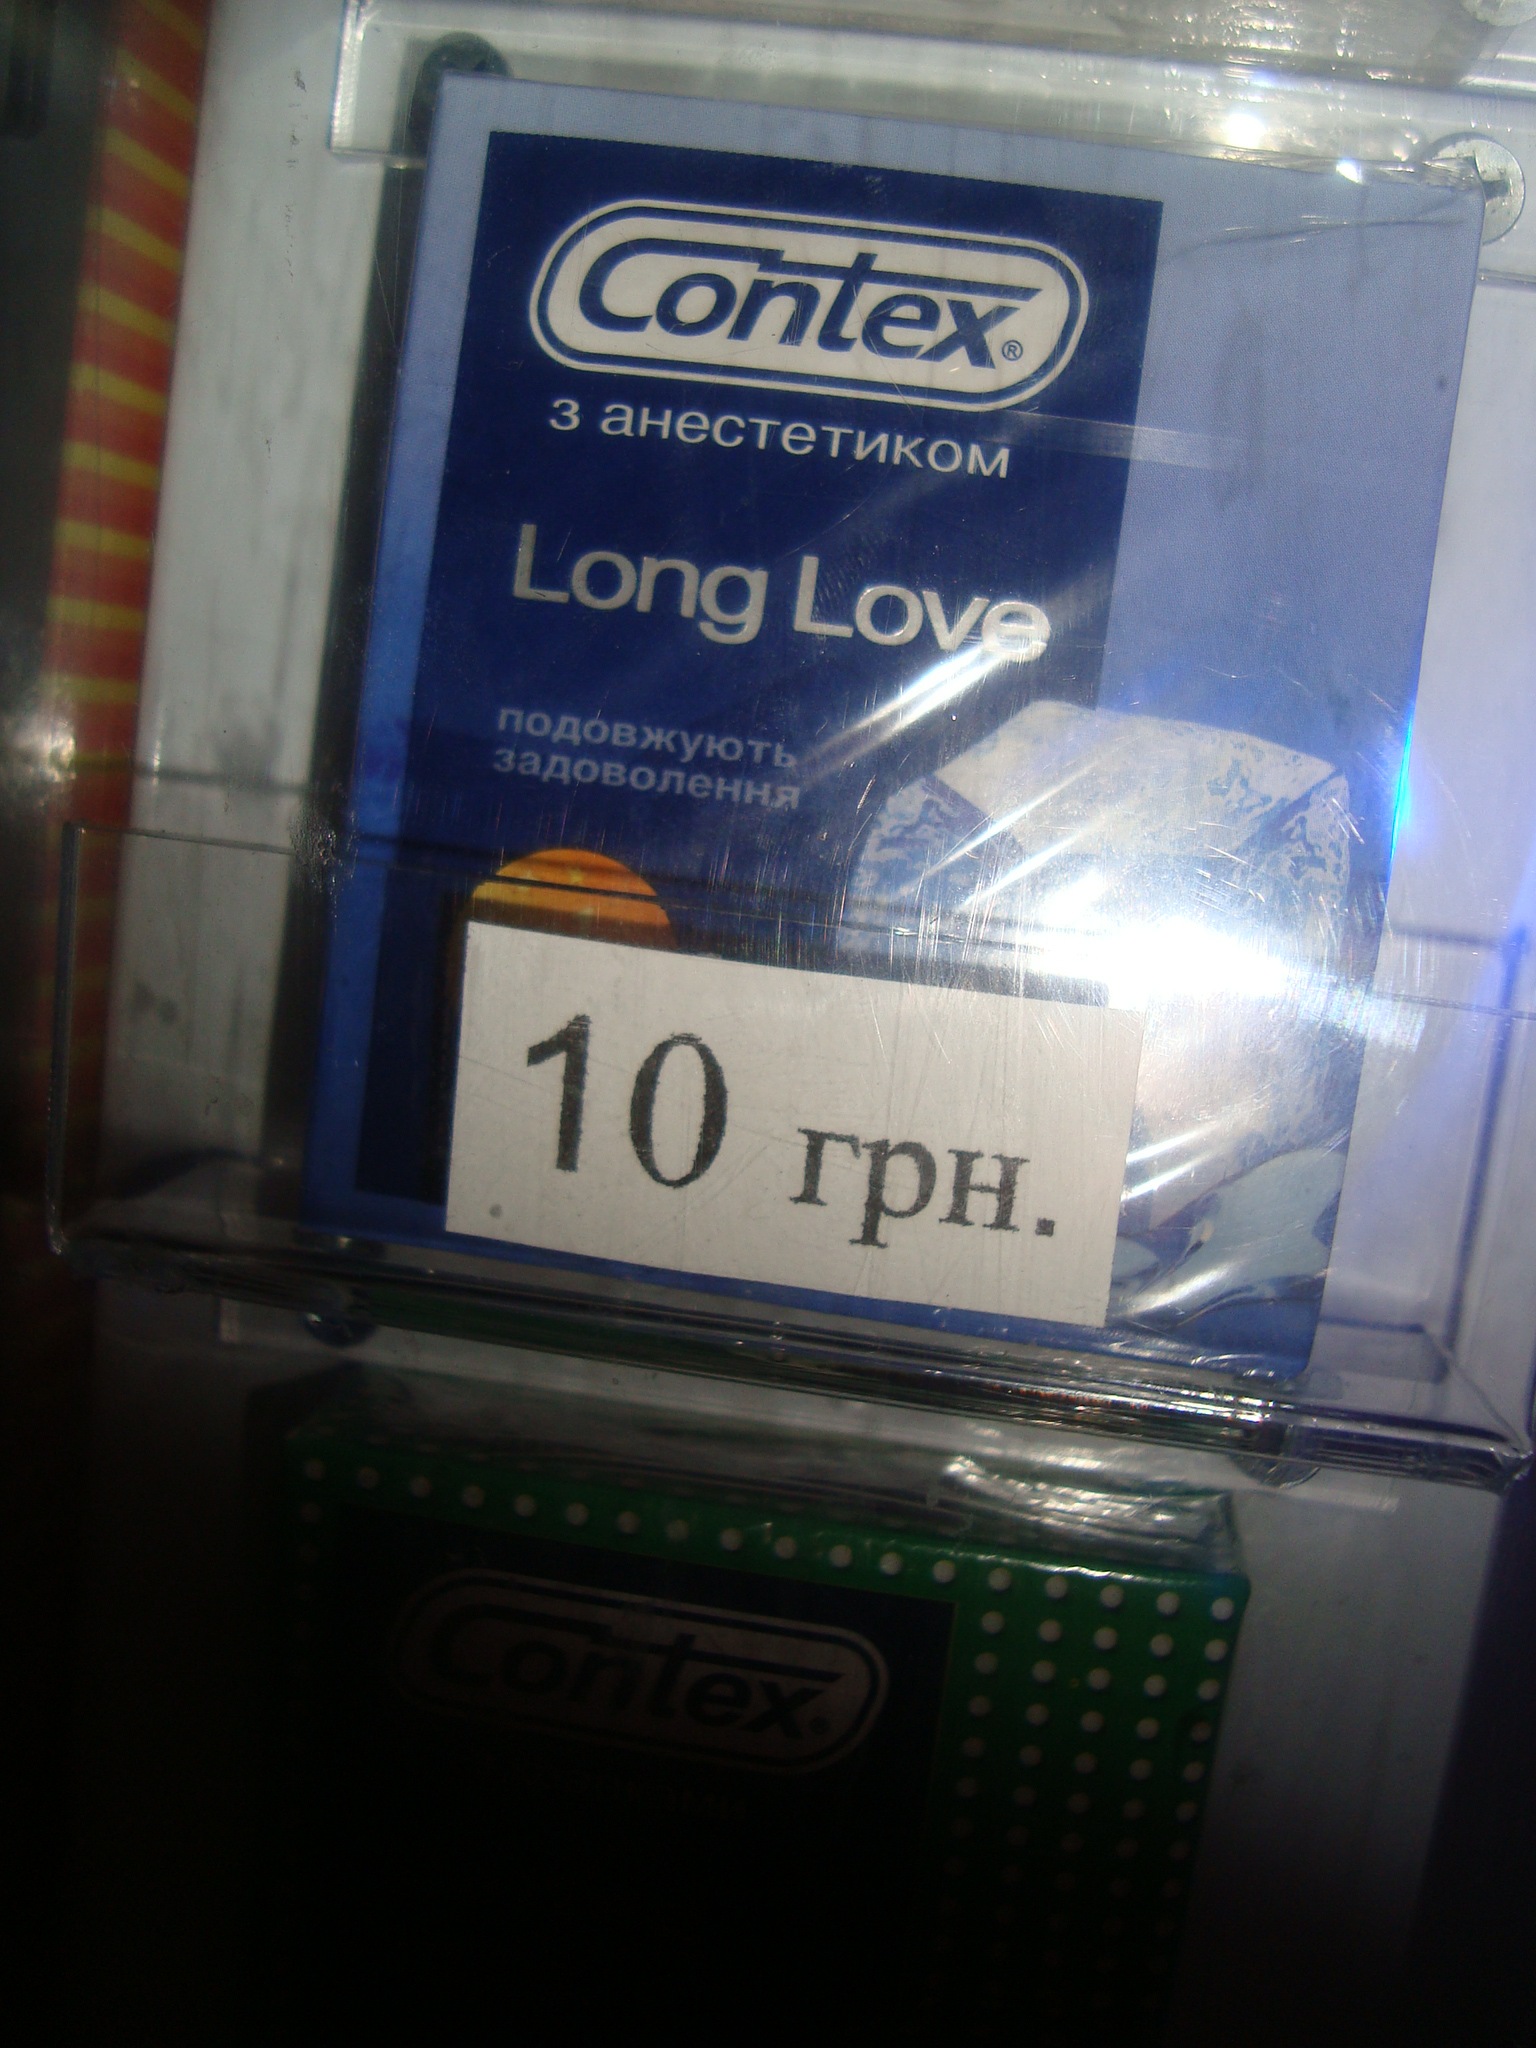 Contex®
з анестетиком
Long Love
подовжують
задоволення
10 грн.
Contex®